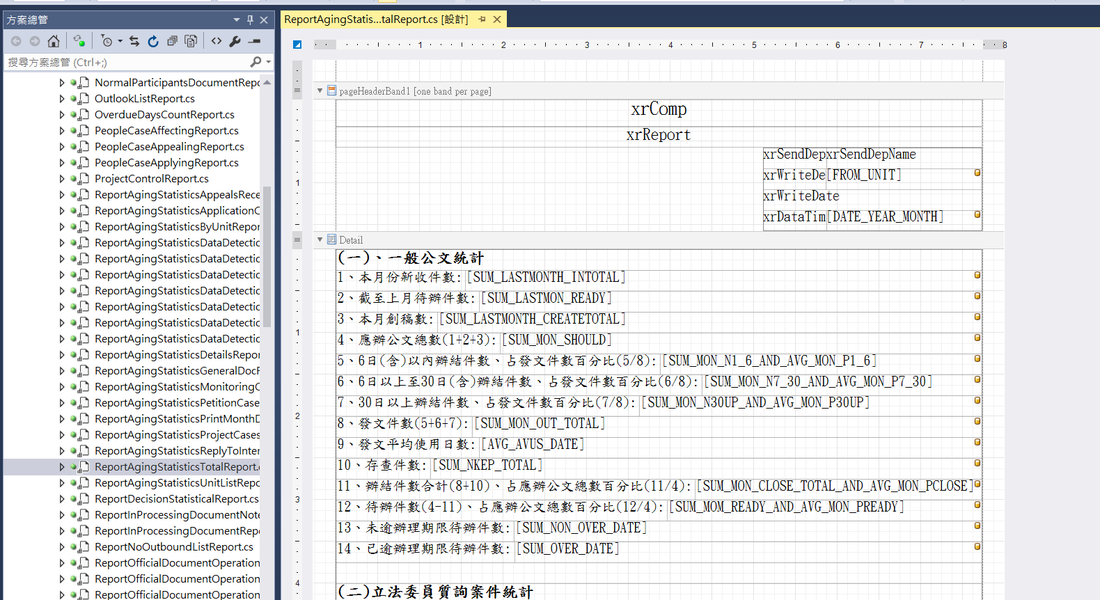 方案總管
搜尋方案總管 (Ctrl+;)
NormalParticipantsDocumentRepo
OutlookListReport.cs
OverdueDaysCountReport.cs
PeopleCaseAffectingReport.cs
PeopleCaseAppealingReport.cs
PeopleCaseApplyingReport.cs
ProjectControlReport.cs
ReportAgingStatisticsAppealsRece
ReportAgingStatisticsApplicationC
ReportAgingStatisticsByUnitRepor
ReportAgingStatisticsDataDetectio
ReportAgingStatisticsDataDetectio
ReportAgingStatisticsDataDetectio
ReportAgingStatisticsDataDetectio
ReportAgingStatisticsDataDetectio
ReportAgingStatisticsDataDetectio
ReportAgingStatisticsDataDetectio
ReportAgingStatisticsDetailsRepor
ReportAgingStatisticsGeneralDocF
ReportAgingStatisticsMonitoringC
ReportAgingStatisticsPetitionCase
ReportAgingStatisticsPrintMonthD
ReportAgingStatisticsProjectCases
ReportAgingStatisticsReplyToInter
ReportAgingStatisticsTotalReport.c
ReportAgingStatisticsUnitListRepo
ReportDecisionStatisticalReport.cs
ReportInProcessingDocumentNote
ReportInProcessingDocumentRepo
ReportNoOutboundListReport.cs
ReportOfficialDocumentOperation
ReportOfficialDocumentOperation
ReportOfficialDocumentOperation
ReportAgingStatis...talReport.cs [設計]
1 2 3 4 5 6 7 8
pageHeaderBand1 [one band per page]
xrComp
xrReport
xrSendDepxrSendDepName
xrWriteDe[FROM_UNIT]
xrWriteDate
xrDataTim[DATE_YEAR_MONTH]
1
Detail
(一)、一般公文統計
1、本月份新收件數:[SUM_LASTMONTH_INTOTAL]
2、截至上月待辦件數:[SUM_LASTMON_READY]
3、本月創稿數:[SUM_LASTMONTH_CREATETOTAL]
1
4、應辦公文總數(1+2+3):[SUM_MON_SHOULD]
5、6日(含)以內辦結件數、占發文件數百分比(5/8):[SUM_MON_N1_6_AND_AVG_MON_P1_6]
6、6日以上至30日(含)辦結件數、占發文件數百分比(6/8):[SUM_MON_N7_30_AND_AVG_MON_P7_30]
7、30日以上辦結件數、占發文件數百分比(7/8):[SUM_MON_N30UP_AND_AVG_MON_P30UP]
2
8、發文件數(5+6+7):[SUM_MON_OUT_TOTAL]
9、發文平均使用日數:[AVG_AVUS_DATE]
10、存查件數:[SUM_NKEP_TOTAL]
11、辦結件數合計(8+10)、占應辦公文總數百分比(11/4):[SUM_MON_CLOSE_TOTAL_AND_AVG_MON_PCLOSE]
3
12、待辦件數(4-11)、占應辦公文總數百分比(12/4):[SUM_MOM_READY_AND_AVG_MON_PREADY]
13、未逾辦理期限待辦件數:[SUM_NON_OVER_DATE]
14、已逾辦理期限待辦件數:[SUM_OVER_DATE]
4
(二)立法委員質詢案件統計